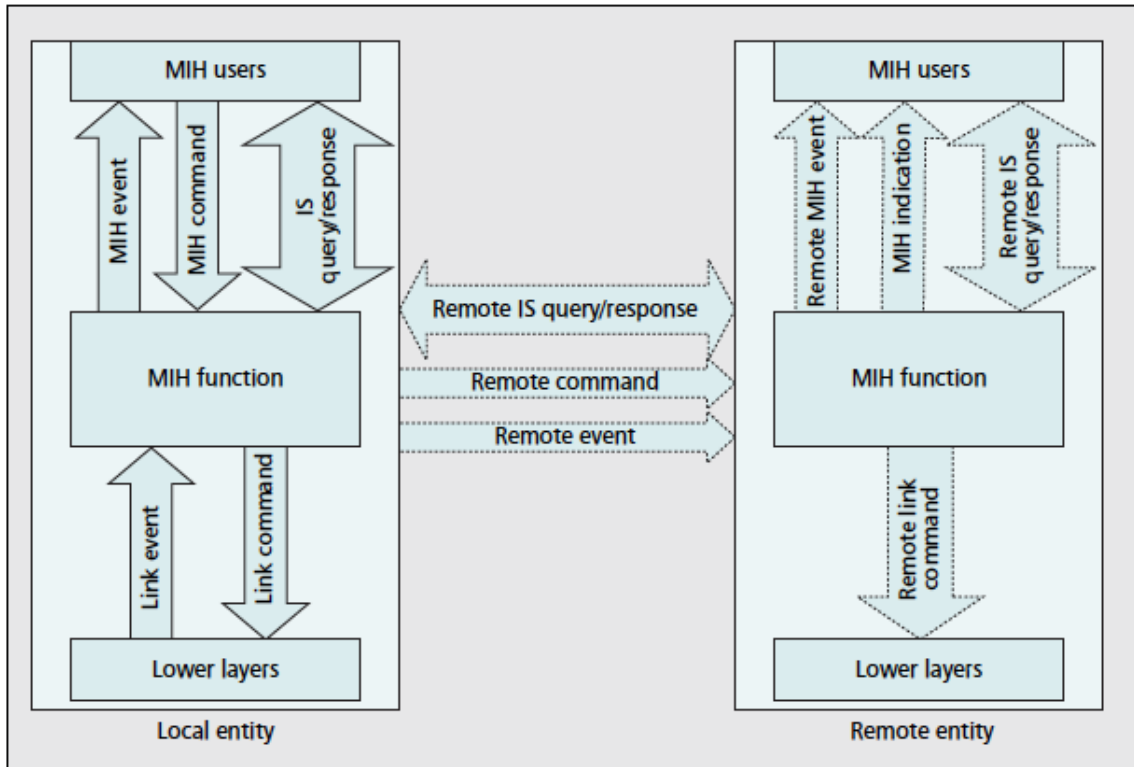 MIH users
MIH event
MIH command
IS
query/response
MIH function
Link event
Link command
Lower layers
Local entity
Remote IS query/response
Remote command
Remote event
MIH users
Remote MIH event
MIH indication
Remote IS
query/response
MIH function
Remote link
command
Lower layers
Remote entity